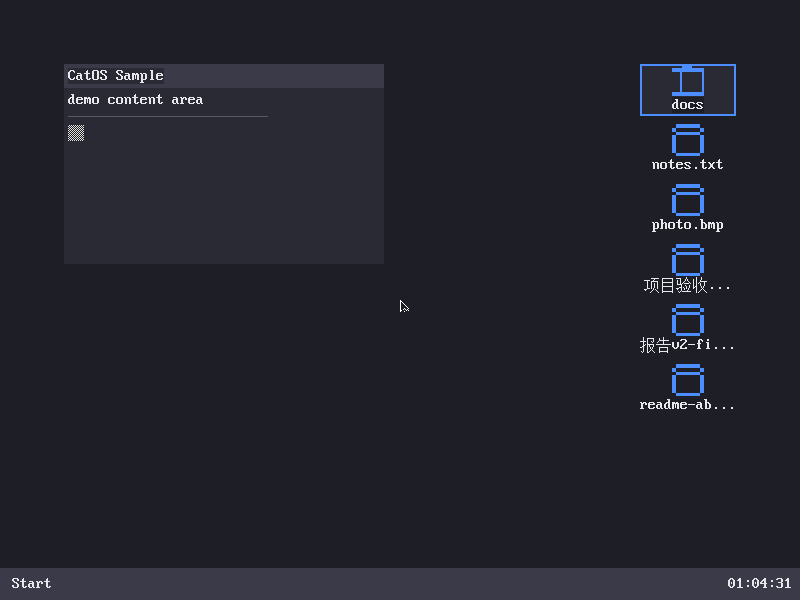 CatOS Sample
demo content area
docs
notes.txt
photo.bmp
项目验收...
报告v2-fi...
readme-ab...
Start
01:04:31